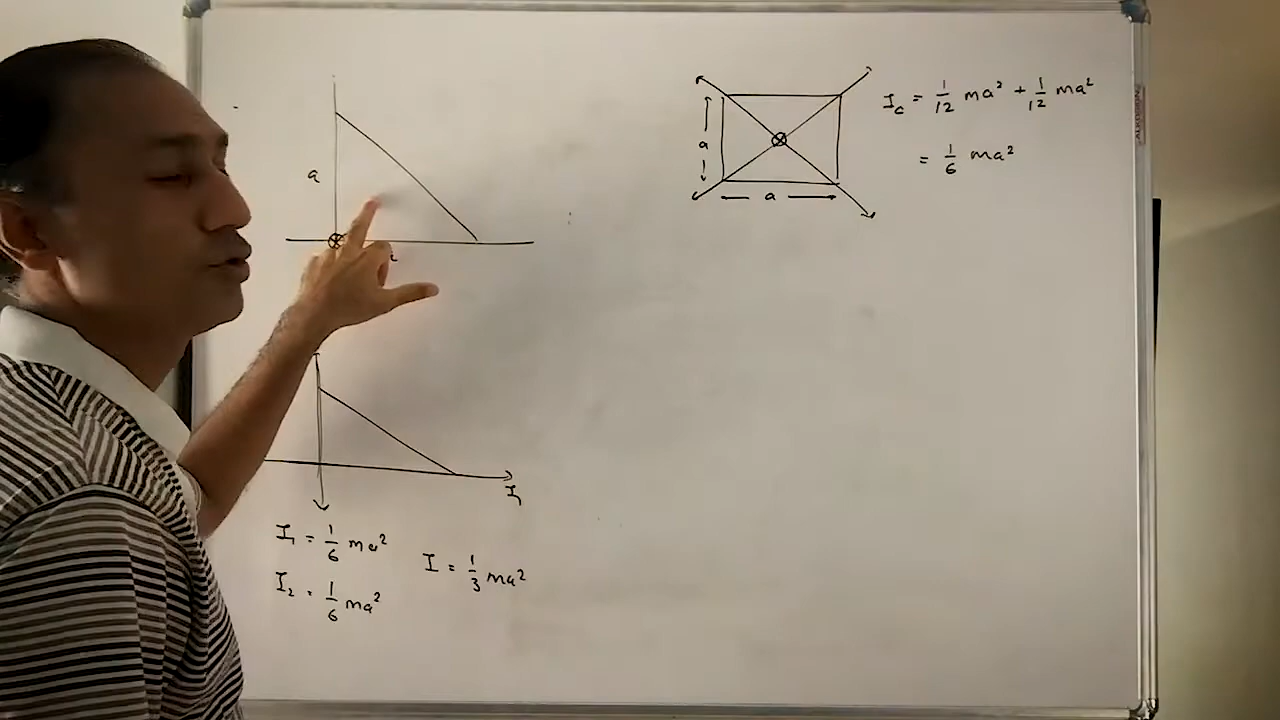 a
a
a
I_c = 1/12 ma² + 1/12 ma²
= 1/6 ma²
I₁
I₁ = 1/6 ma²
I₂ = 1/6 ma²
I = 1/3 ma²